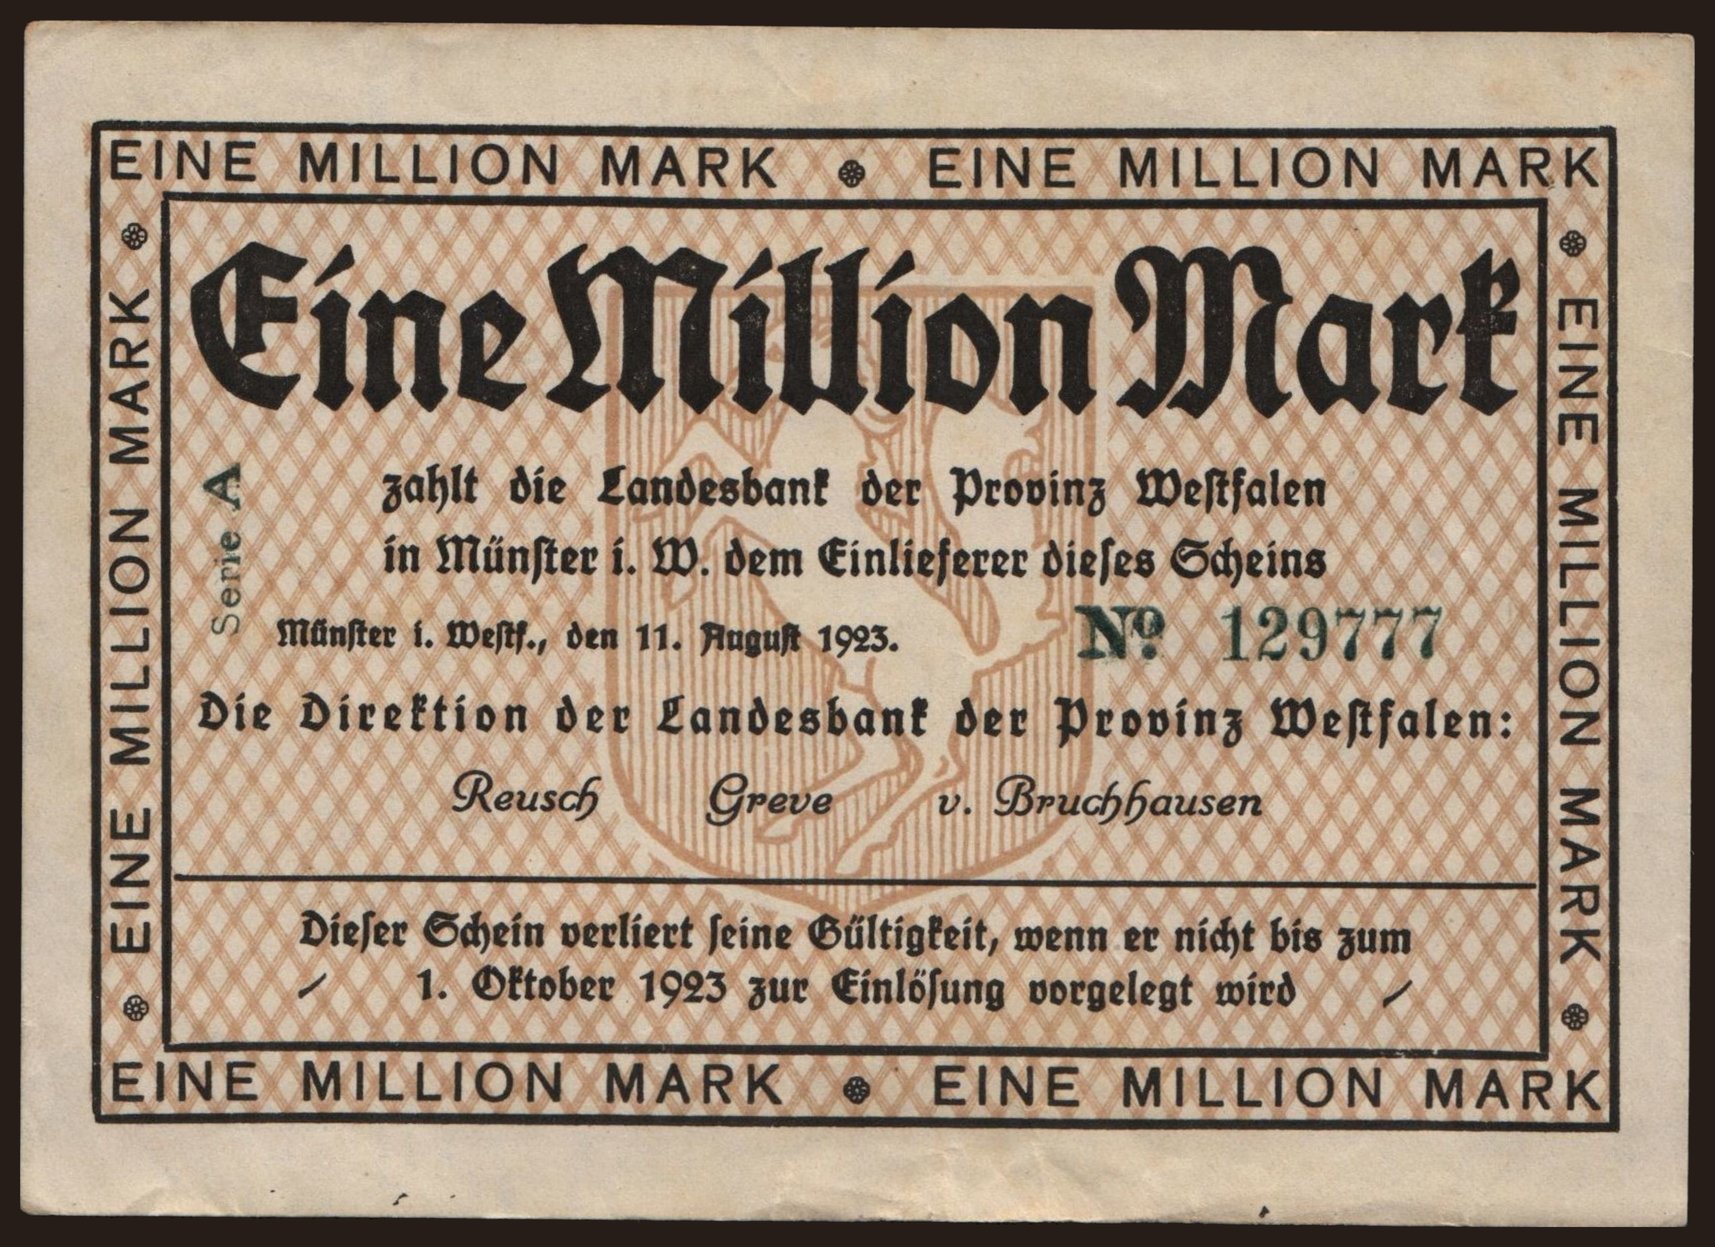 EINE MILLION MARK EINE MILLION MARK
EINE MILLION MARK
EINE MILLION MARK
Eine Million Mark
zahlt die Landesbank der Provinz Westfalen
in Münster i. W. dem Einlieferer dieses Scheins
Serie A
Münster i. Westf., den 11. August 1923.
No. 129777
Die Direktion der Landesbank der Provinz Westfalen:
Reusch Greve v. Bruchhausen
Dieser Schein verliert seine Gültigkeit, wenn er nicht bis zum
1. Oktober 1923 zur Einlösung vorgelegt wird
EINE MILLION MARK EINE MILLION MARK